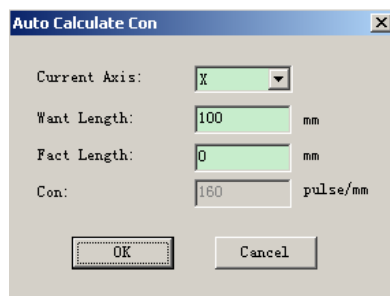 Auto Calculate Con
Current Axis: X
Want Length: 100 mm
Fact Length: 0 mm
Con: 160 pulse/mm
OK Cancel